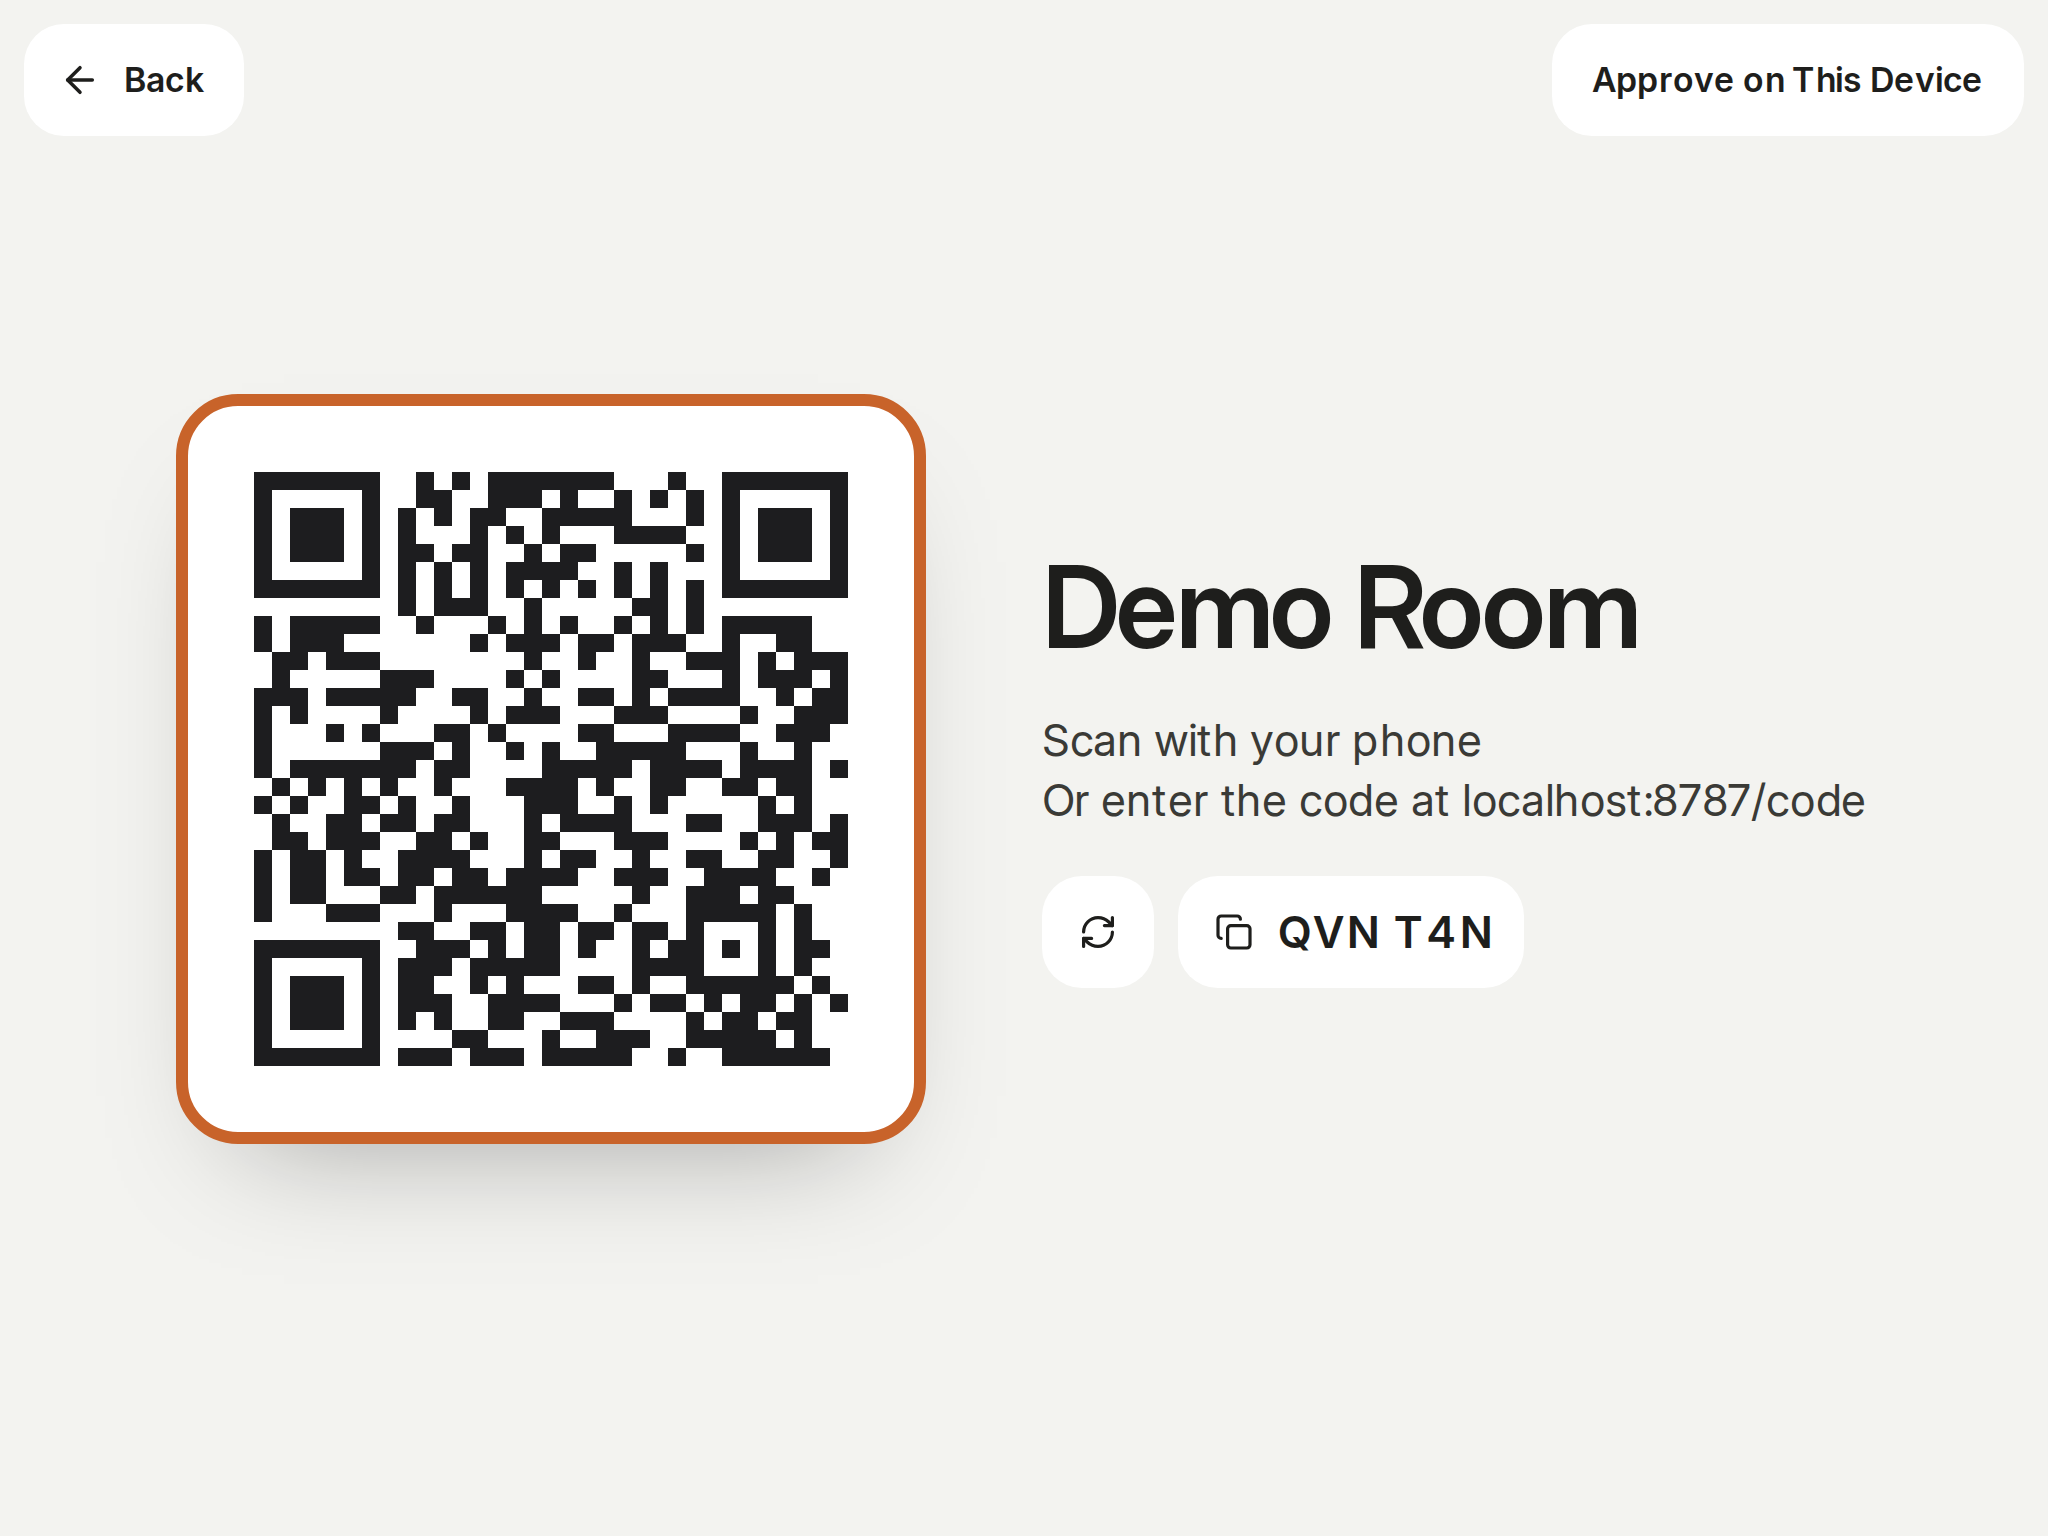 Back
Approve on This Device
Demo Room
Scan with your phone
Or enter the code at localhost:8787/code
QVN T4N